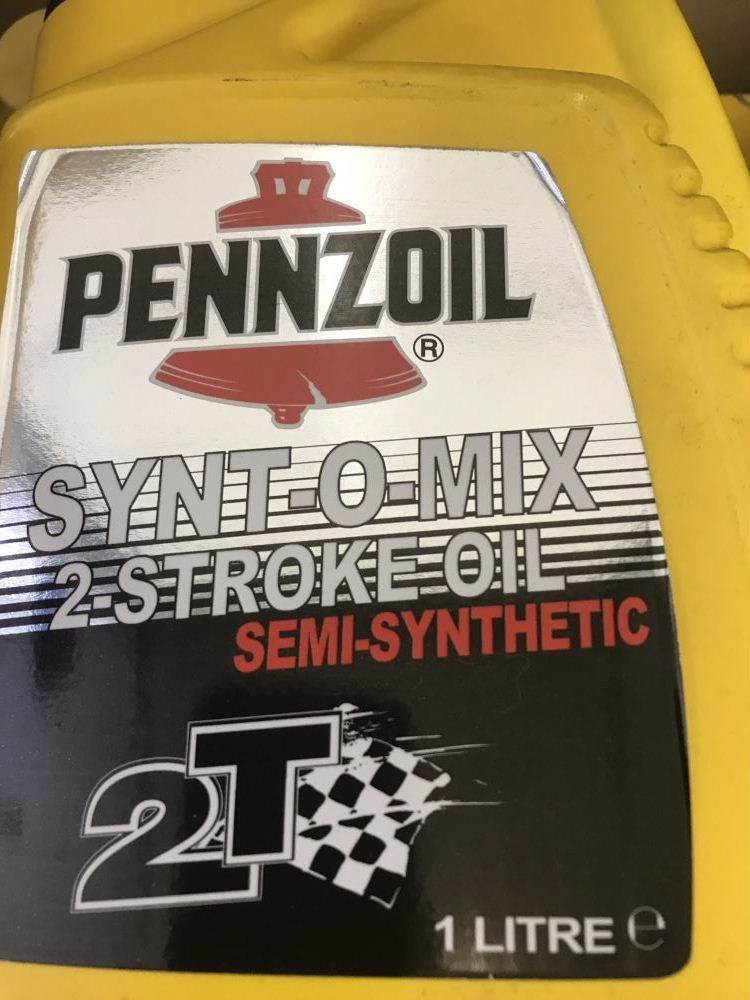 PENNZOIL
®
SYNT-O-MIX
2-STROKE OIL
SEMI-SYNTHETIC
2T
1 LITRE ℮